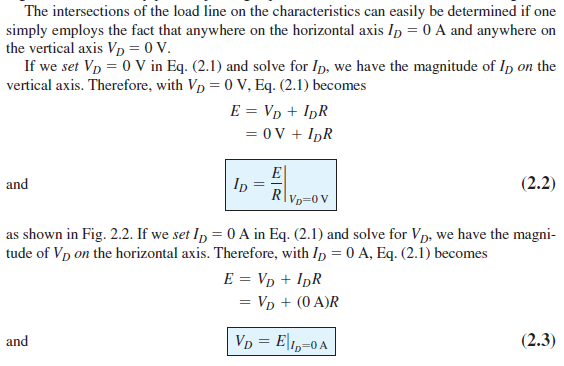 The intersections of the load line on the characteristics can easily be determined if one
simply employs the fact that anywhere on the horizontal axis I_D = 0 A and anywhere on
the vertical axis V_D = 0 V.
If we set V_D = 0 V in Eq. (2.1) and solve for I_D, we have the magnitude of I_D on the
vertical axis. Therefore, with V_D = 0 V, Eq. (2.1) becomes
E = V_D + I_D R
= 0 V + I_D R
and I_D = E/R |_{V_D=0 V} (2.2)
as shown in Fig. 2.2. If we set I_D = 0 A in Eq. (2.1) and solve for V_D, we have the magni-
tude of V_D on the horizontal axis. Therefore, with I_D = 0 A, Eq. (2.1) becomes
E = V_D + I_D R
= V_D + (0 A)R
and V_D = E|_{I_D=0 A} (2.3)